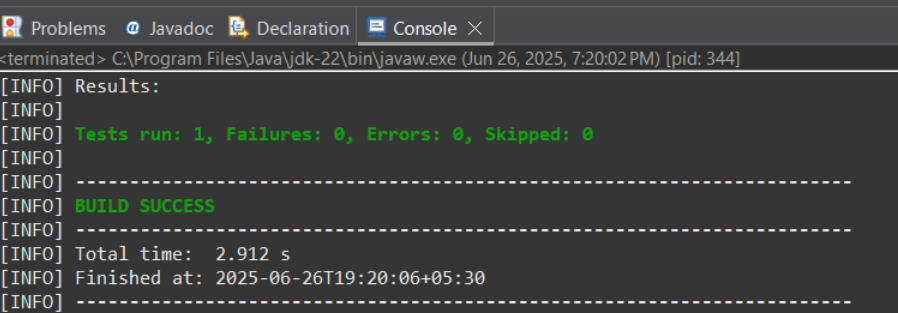 Problems @ Javadoc Declaration Console
<terminated> C:\Program Files\Java\jdk-22\bin\javaw.exe (Jun 26, 2025, 7:20:02 PM) [pid: 344]
[INFO] Results:
[INFO]
[INFO] Tests run: 1, Failures: 0, Errors: 0, Skipped: 0
[INFO]
[INFO] ------------------------------------------------------------------------
[INFO] BUILD SUCCESS
[INFO] ------------------------------------------------------------------------
[INFO] Total time:  2.912 s
[INFO] Finished at: 2025-06-26T19:20:06+05:30
[INFO] ------------------------------------------------------------------------